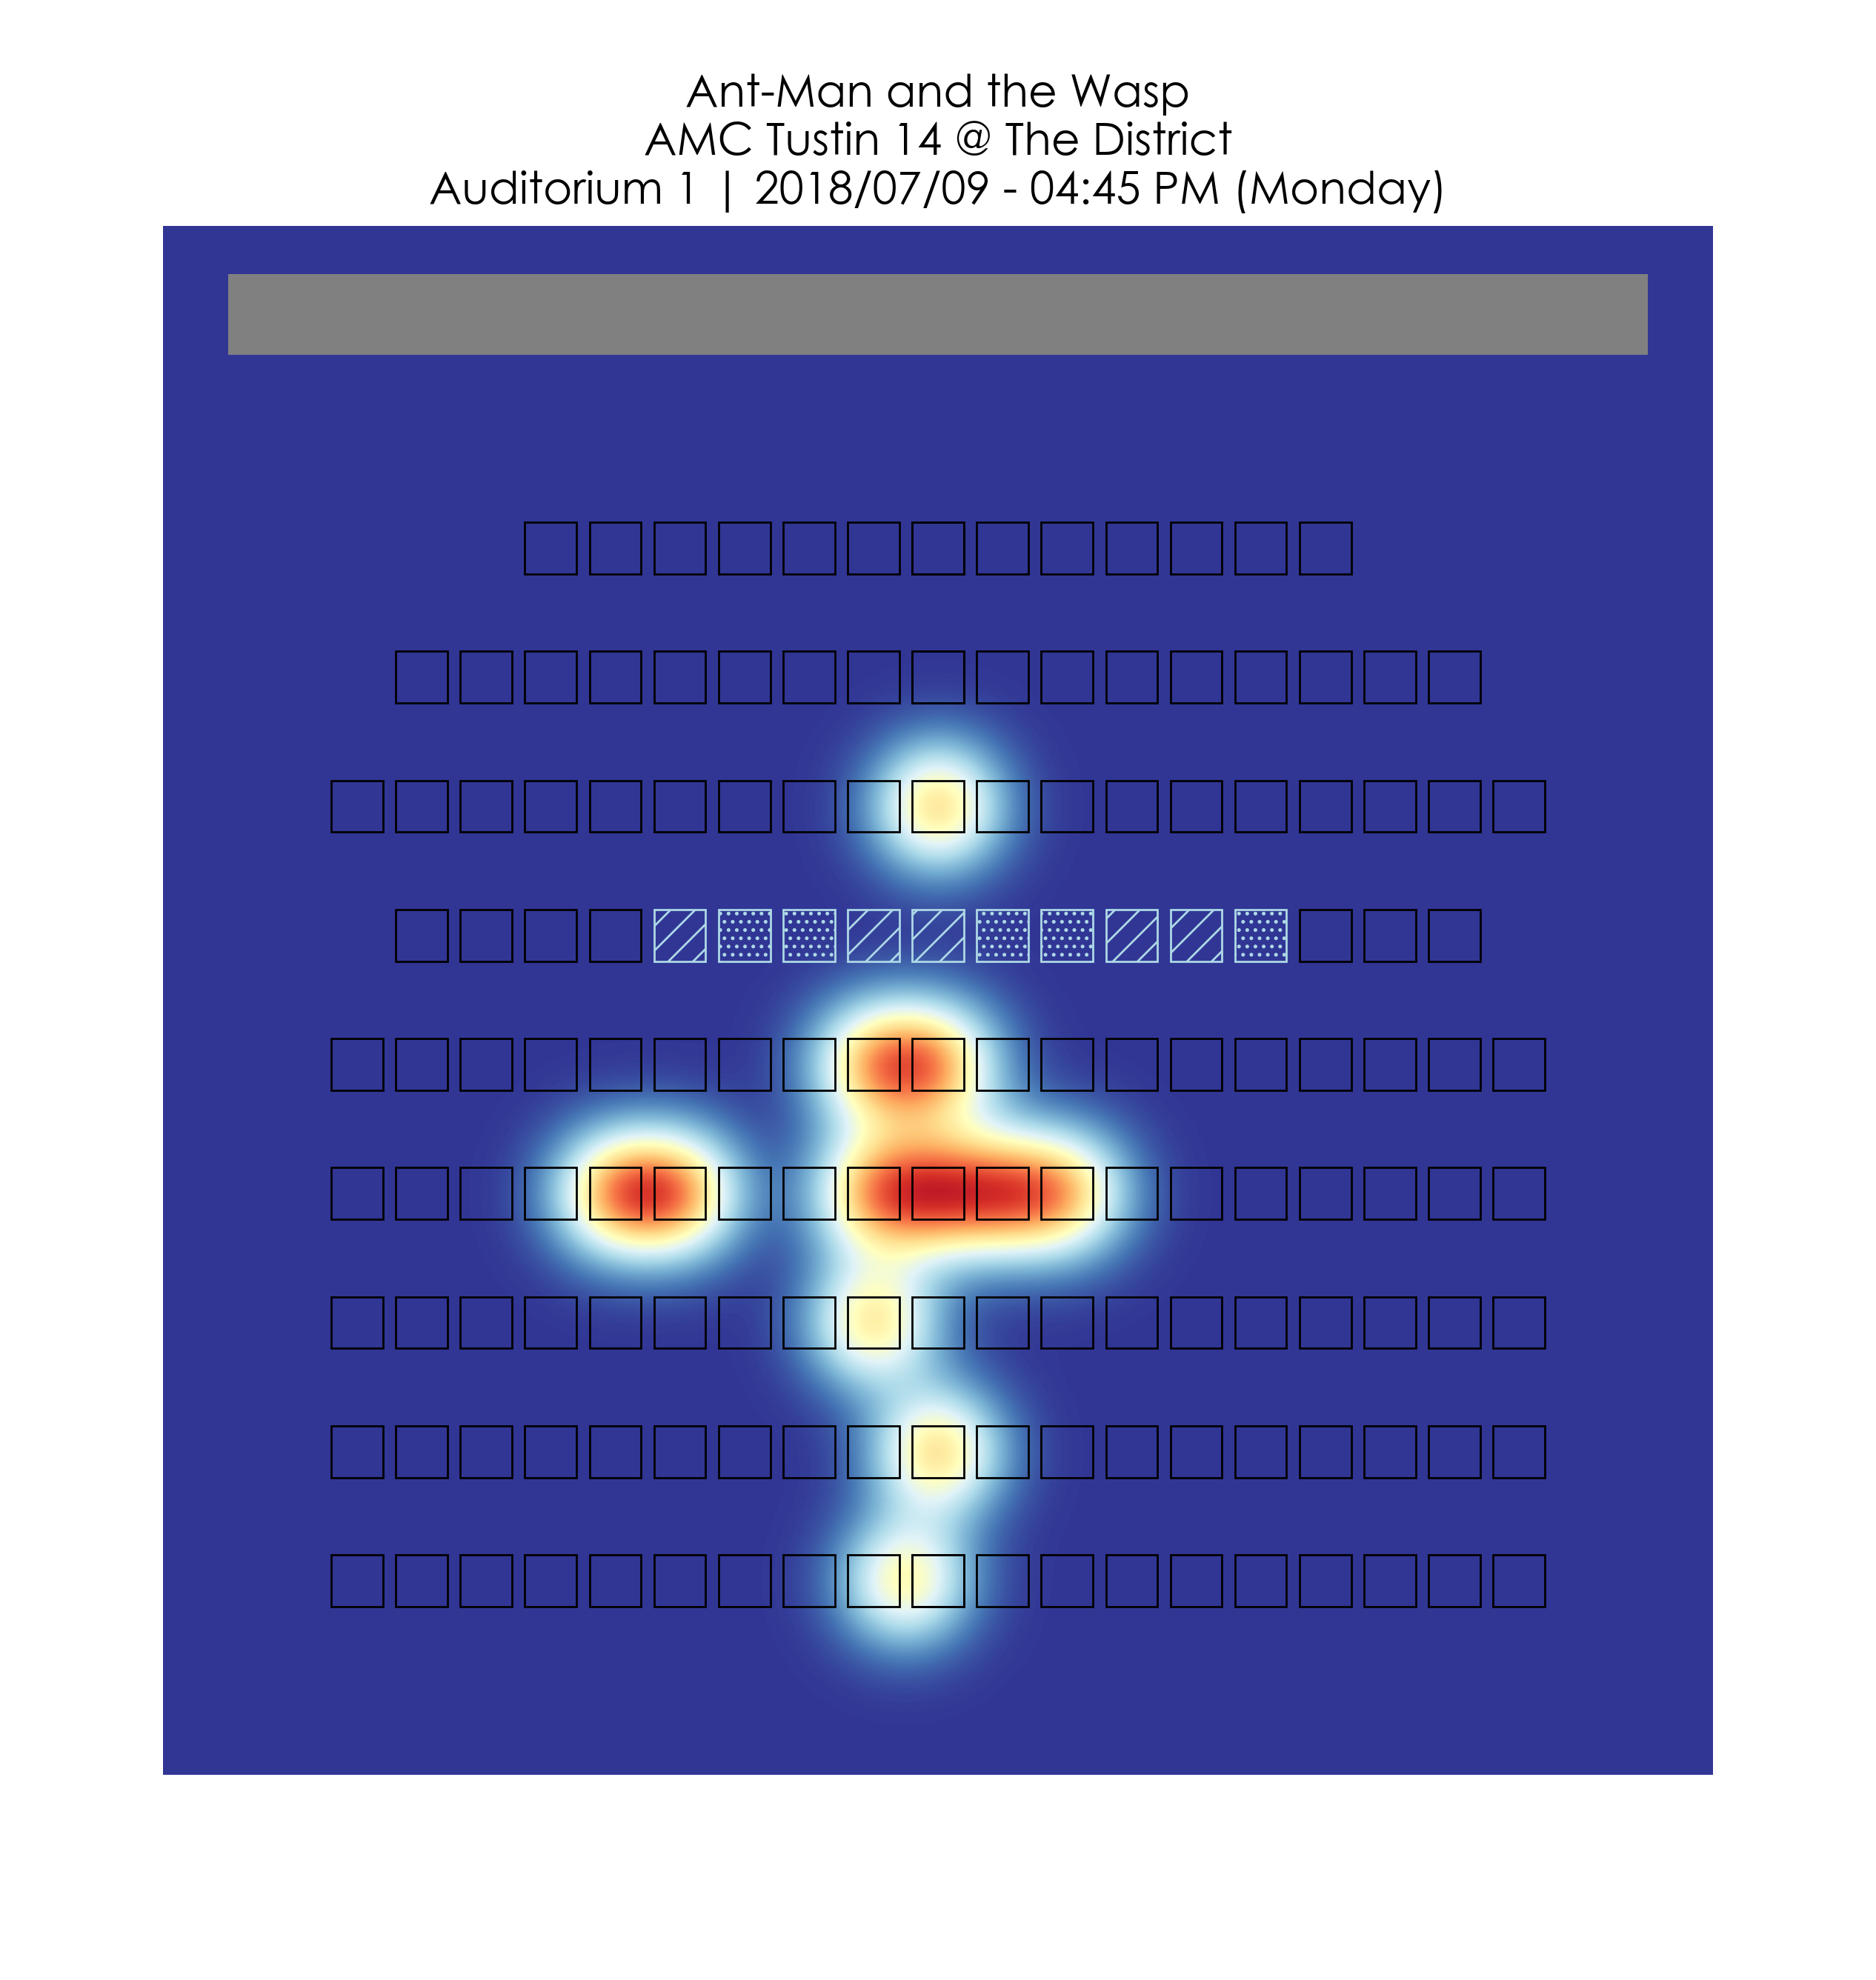 Ant-Man and the Wasp
AMC Tustin 14 @ The District
Auditorium 1 | 2018/07/09 - 04:45 PM (Monday)